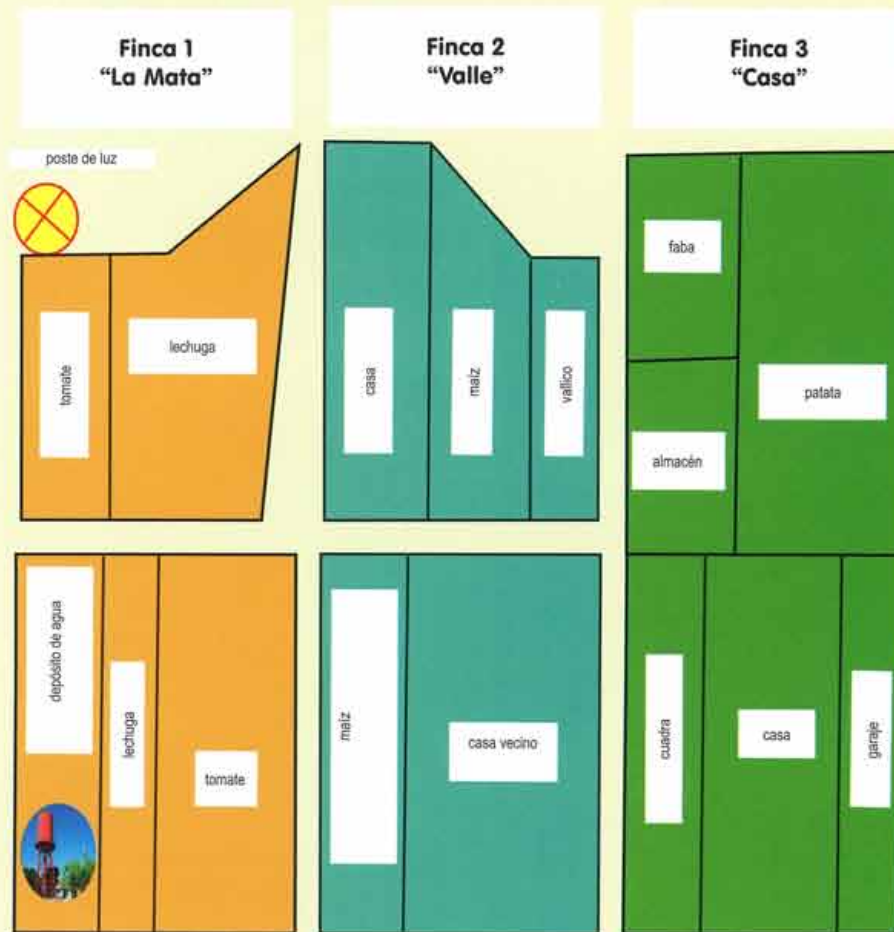 Finca 1
“La Mata”
Finca 2
“Valle”
Finca 3
“Casa”
poste de luz
tomate
lechuga
casa
maíz
vallico
faba
almacén
patata
depósito de agua
lechuga
tomate
maíz
casa vecino
cuadra
casa
garaje